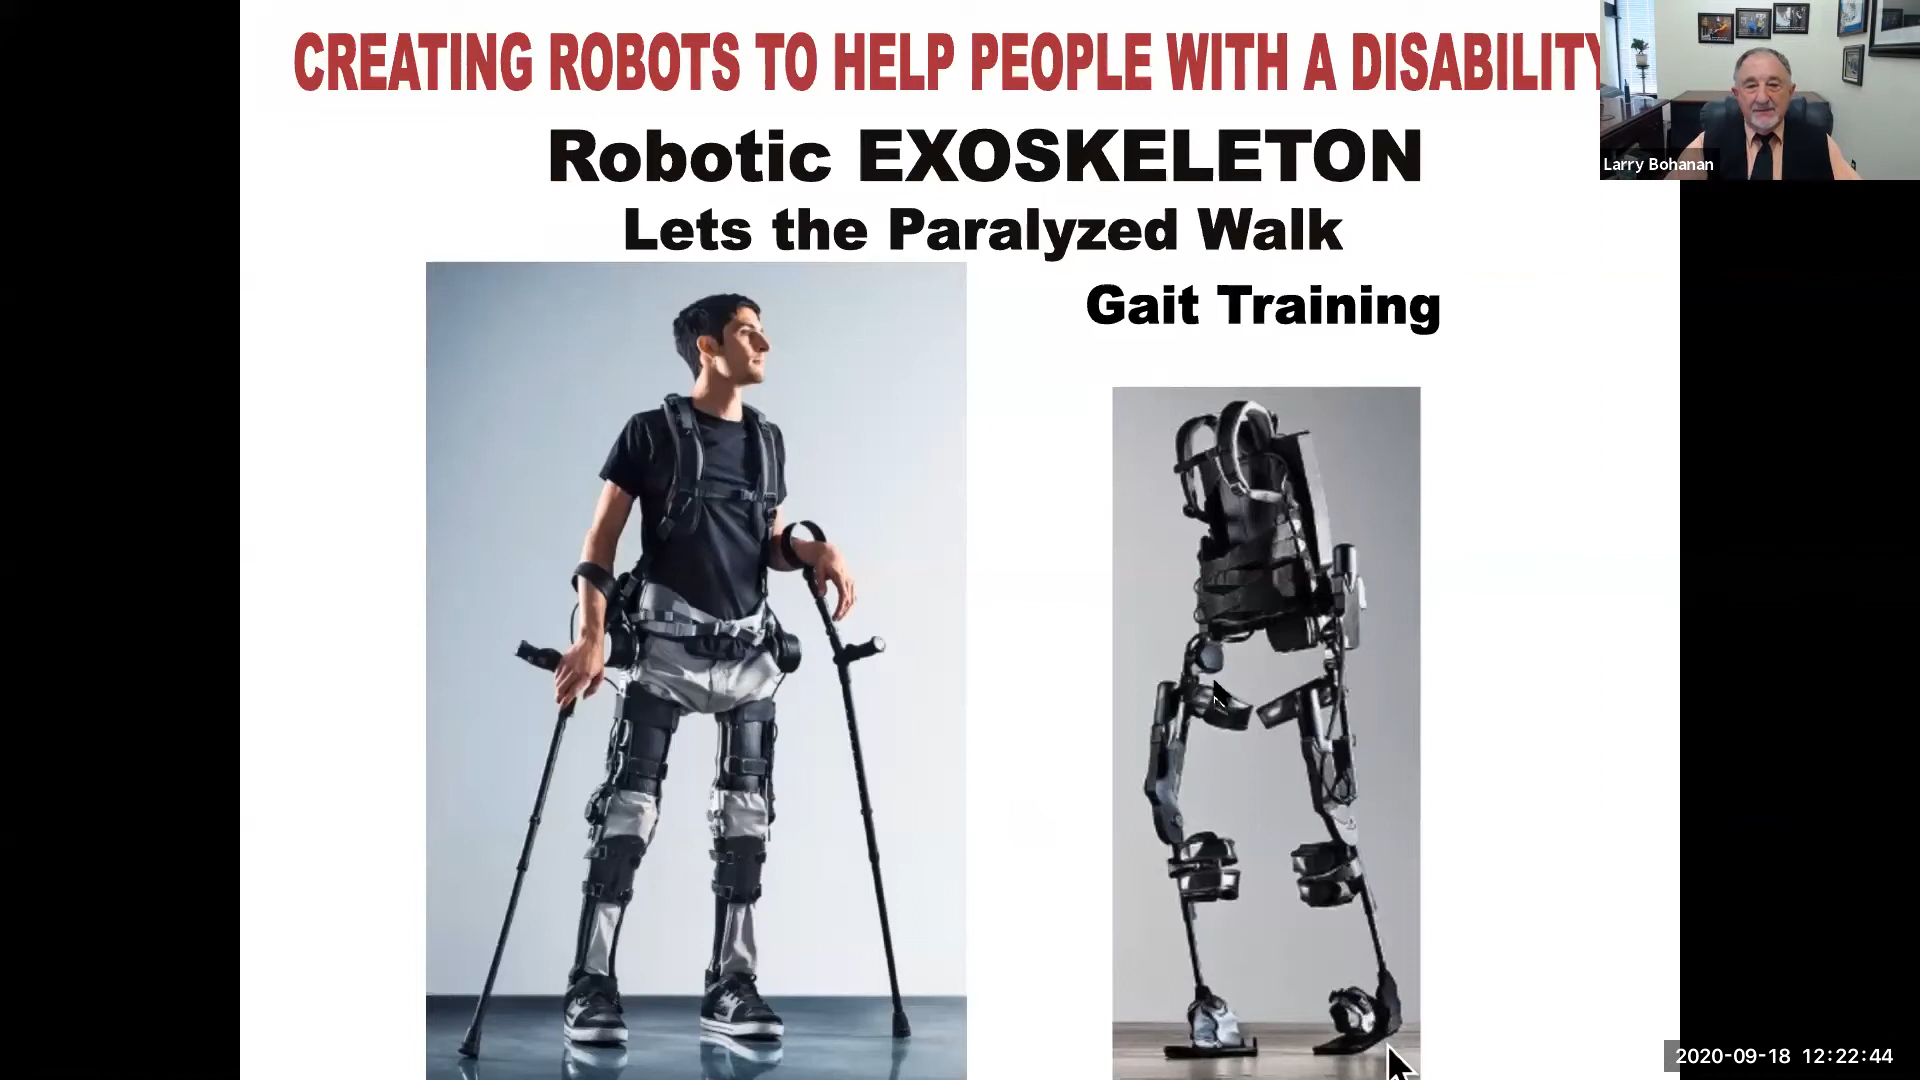 CREATING ROBOTS TO HELP PEOPLE WITH A DISABILITY
Robotic EXOSKELETON
Lets the Paralyzed Walk
Gait Training
Larry Bohanan
2020-09-18 12:22:44